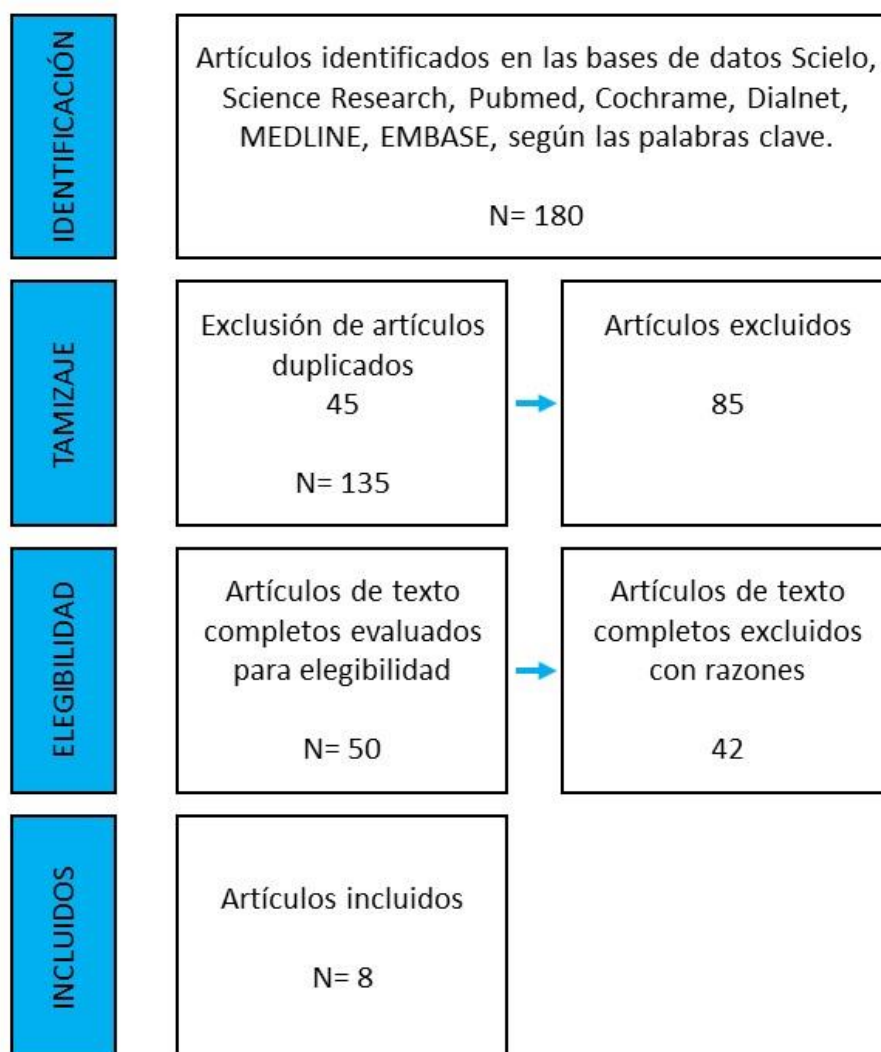 IDENTIFICACIÓN
Artículos identificados en las bases de datos Scielo,
Science Research, Pubmed, Cochrame, Dialnet,
MEDLINE, EMBASE, según las palabras clave.
N= 180
TAMIZAJE
Exclusión de artículos
duplicados
45
N= 135
Artículos excluidos
85
ELEGIBILIDAD
Artículos de texto
completos evaluados
para elegibilidad
N= 50
Artículos de texto
completos excluidos
con razones
42
INCLUIDOS
Artículos incluidos
N= 8